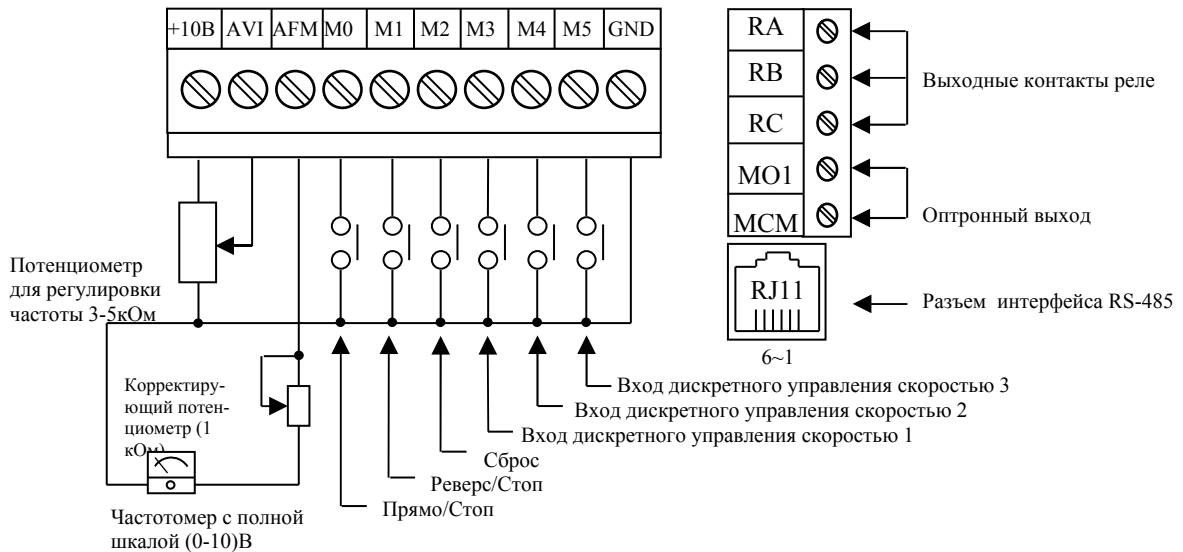 +10В AVI AFM M0 M1 M2 M3 M4 M5 GND
RA
RB
RC
MO1
MCM
Выходные контакты реле
Оптронный выход
RJ11
6~1
Разъем интерфейса RS-485
Потенциометр
для регулировки
частоты 3-5кОм
Корректиру-
ющий потен-
циометр (1
кОм)
Частотомер с полной
шкалой (0-10)В
Вход дискретного управления скоростью 3
Вход дискретного управления скоростью 2
Вход дискретного управления скоростью 1
Сброс
Реверс/Стоп
Прямо/Стоп